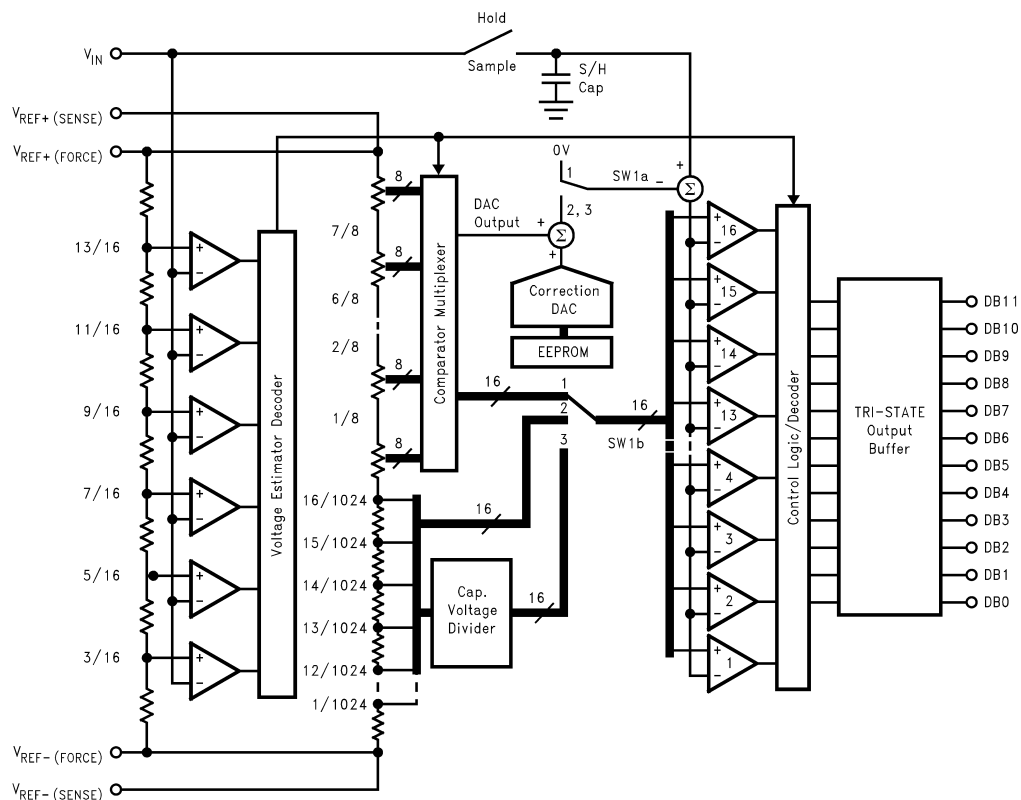 Hold
Sample
S/H
Cap
VIN
VREF+ (SENSE)
VREF+ (FORCE)
13/16
11/16
9/16
7/16
5/16
3/16
VREF– (FORCE)
VREF– (SENSE)
+
–
+
–
+
–
+
–
+
–
+
–
Voltage Estimator Decoder
8
7/8
8
6/8
2/8
8
1/8
8
16/1024
15/1024
14/1024
13/1024
12/1024
1/1024
Comparator Multiplexer
DAC
Output
0V
1
2, 3
SW1a
–
+
Σ
+
+
Σ
Correction
DAC
EEPROM
16
1
2
3
16
SW1b
16
Cap.
Voltage
Divider
16
+
–
16
+
–
15
+
–
14
+
–
13
+
–
4
+
–
3
+
–
2
+
–
1
Control Logic/Decoder
TRI-STATE
Output
Buffer
DB11
DB10
DB9
DB8
DB7
DB6
DB5
DB4
DB3
DB2
DB1
DB0